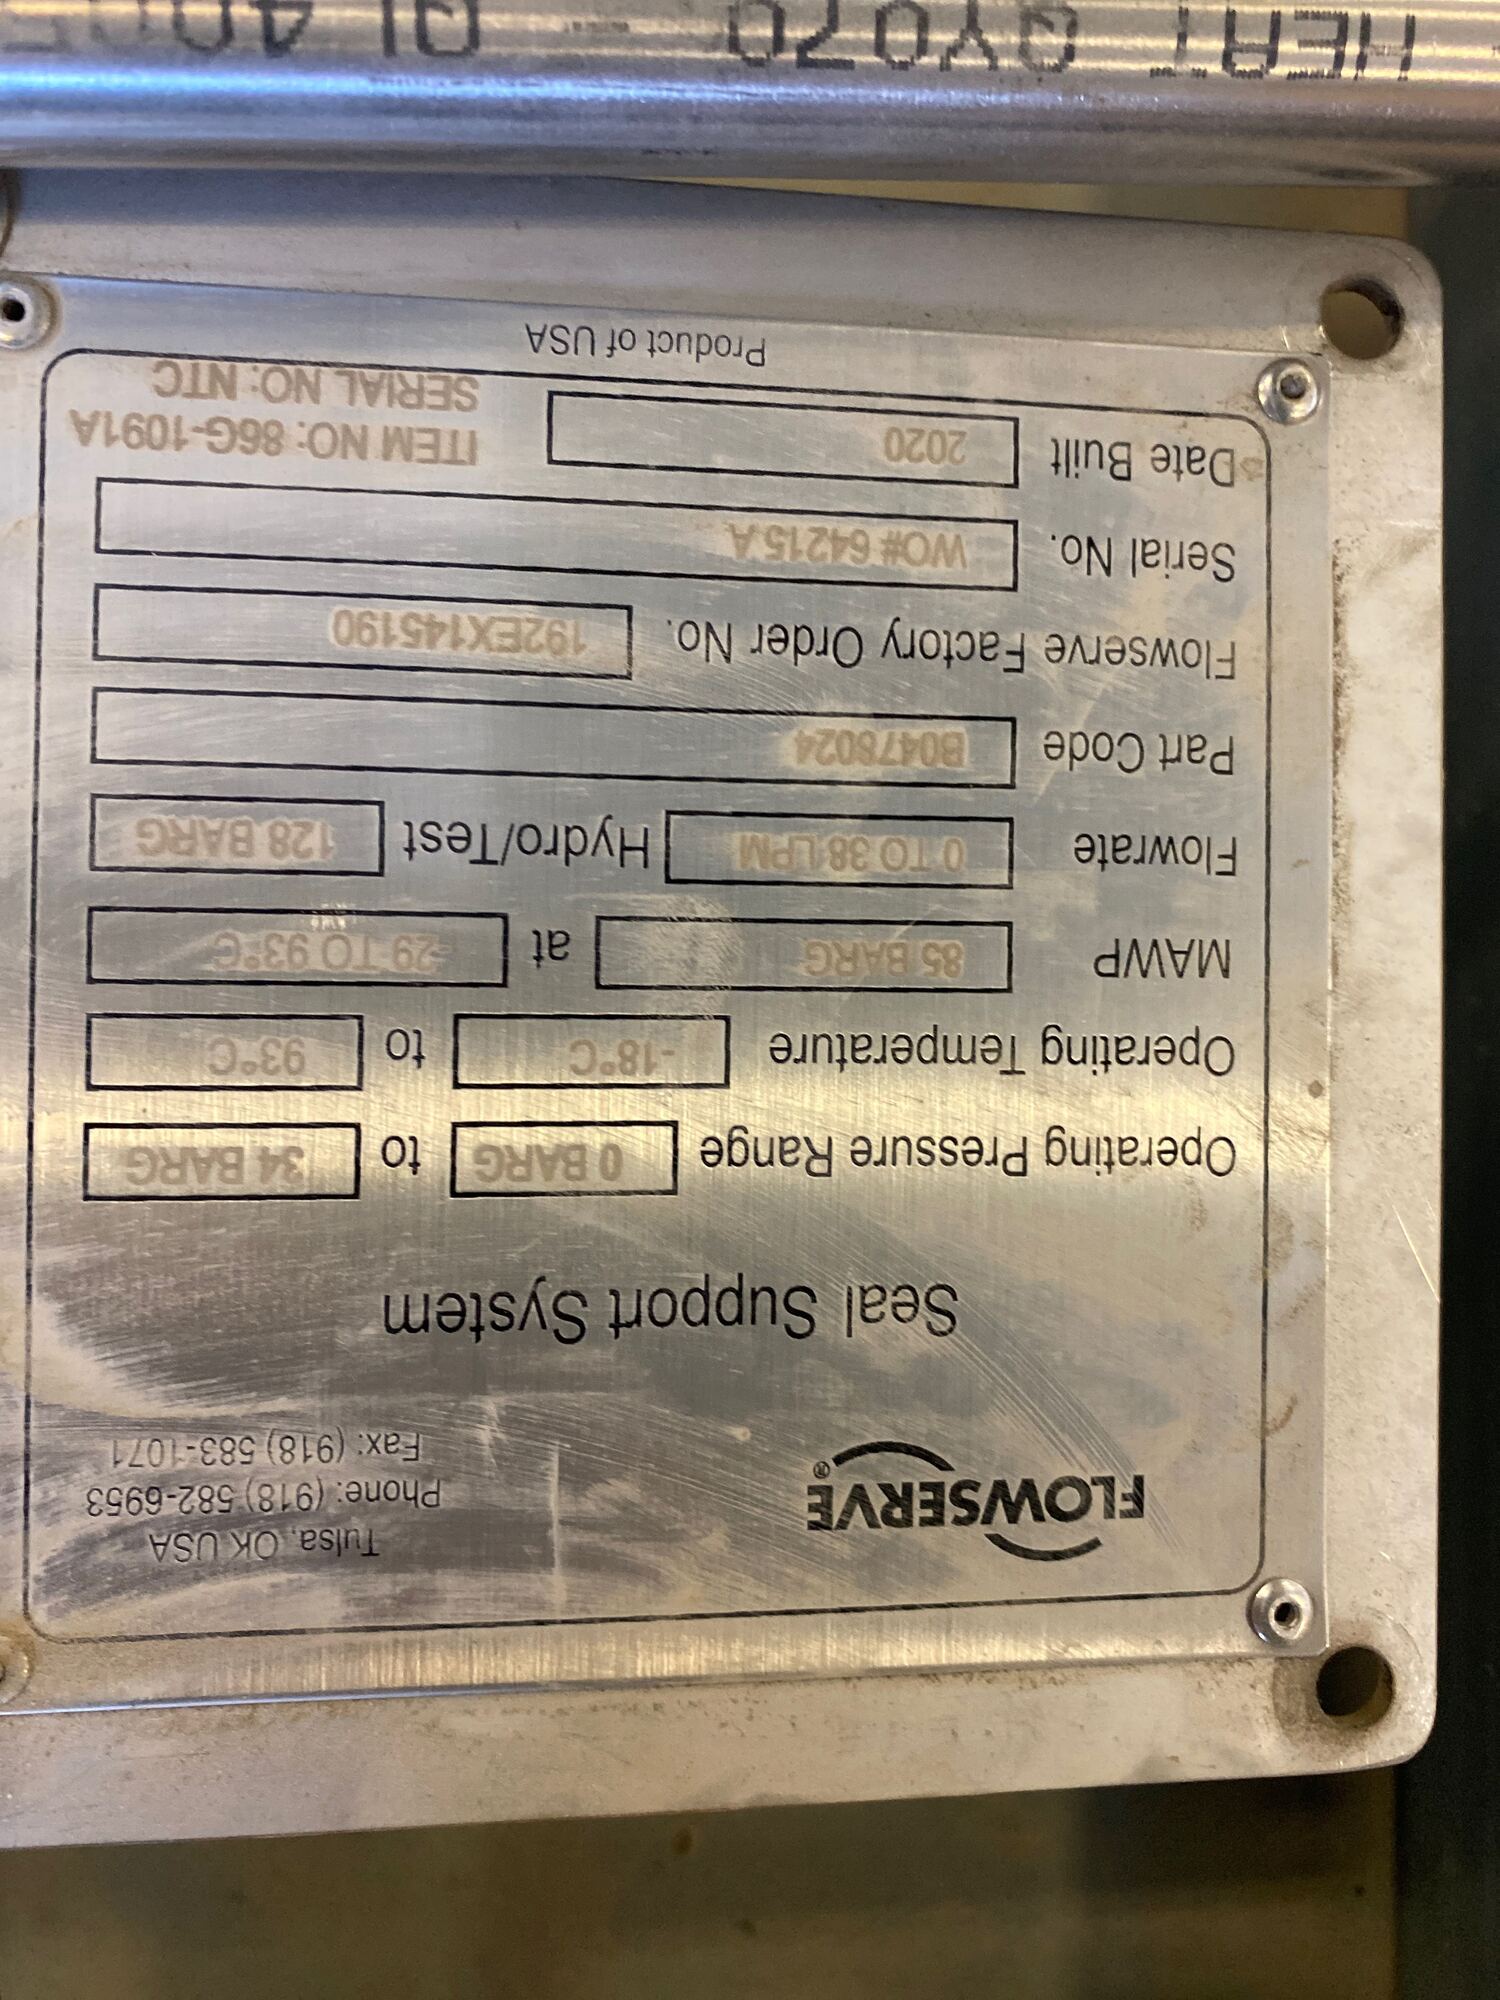 FLOWSERVE®
Tulsa, OK USA
Phone: (918) 582-6953
Fax: (918) 583-1071
Seal Support System
Operating Pressure Range 0 BARG to 34 BARG
Operating Temperature -18°C to 93°C
MAWP 85 BARG at -29 TO 93°C
Flowrate 0 TO 38 LPM Hydro/Test 128 BARG
Part Code B0478024
Flowserve Factory Order No. 192EX145190
Serial No. WO# 64215 A
Date Built 2020
ITEM NO: 86G-1091A
SERIAL NO: NTC
Product of USA
HEAT QY070